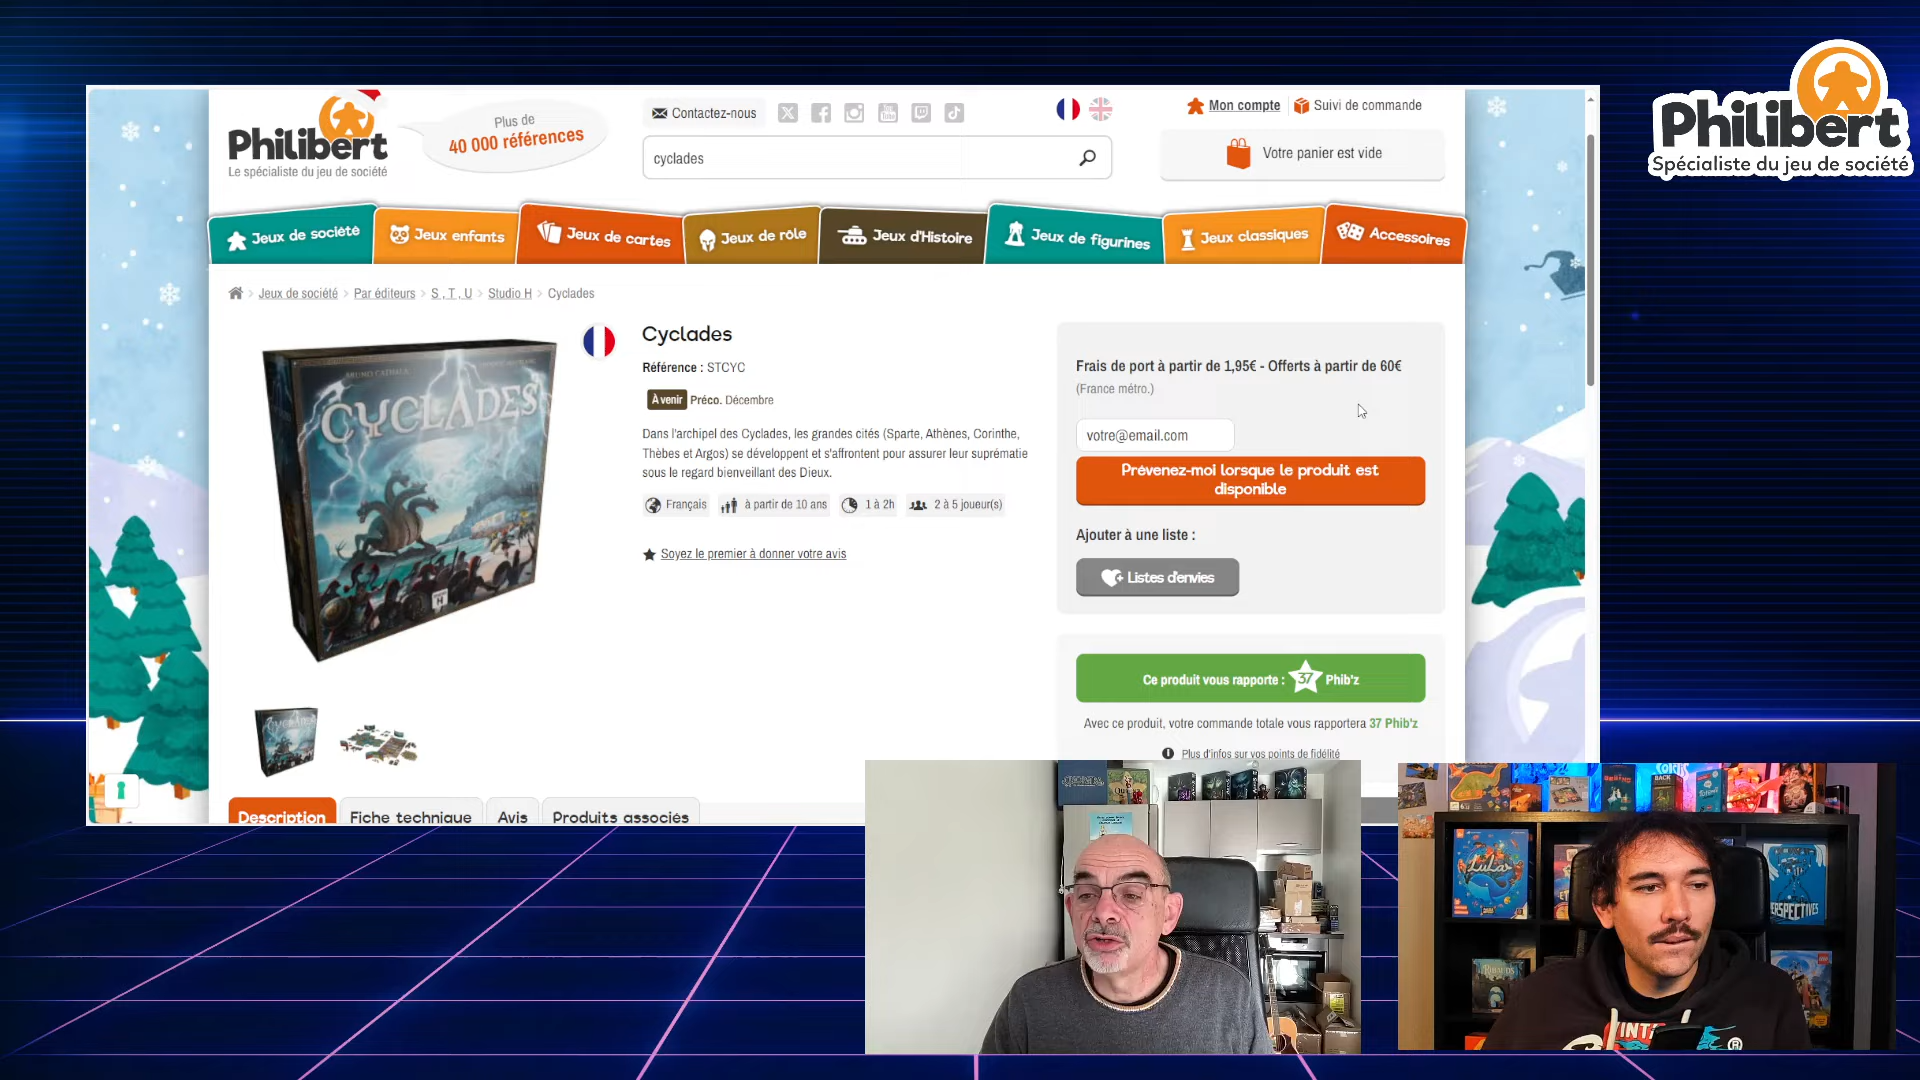 Philibert
Le spécialiste du jeu de société
Plus de
40 000 références
Contactez-nous
cyclades
Mon compte
Suivi de commande
Votre panier est vide
Philibert
Spécialiste du jeu de société
Jeux de société
Jeux enfants
Jeux de cartes
Jeux de rôle
Jeux d'Histoire
Jeux de figurines
Jeux classiques
Accessoires
Jeux de société > Par éditeurs > S , T , U > Studio H > Cyclades
BRUNO CATHALA
CYCLADES
Cyclades
Référence : STCYC
À venir Préco. Décembre
Dans l'archipel des Cyclades, les grandes cités (Sparte, Athènes, Corinthe,
Thèbes et Argos) se développent et s'affrontent pour assurer leur suprématie
sous le regard bienveillant des Dieux.
Français
à partir de 10 ans
1 à 2h
2 à 5 joueur(s)
Soyez le premier à donner votre avis
Frais de port à partir de 1,95€ - Offerts à partir de 60€
(France métro.)
votre@email.com
Prévenez-moi lorsque le produit est
disponible
Ajouter à une liste :
Listes d'envies
Ce produit vous rapporte : 37 Phib'z
Avec ce produit, votre commande totale vous rapportera 37 Phib'z
Plus d'infos sur vos points de fidélité
Description
Fiche technique
Avis
Produits associés
Lula
PERSPECTIVES